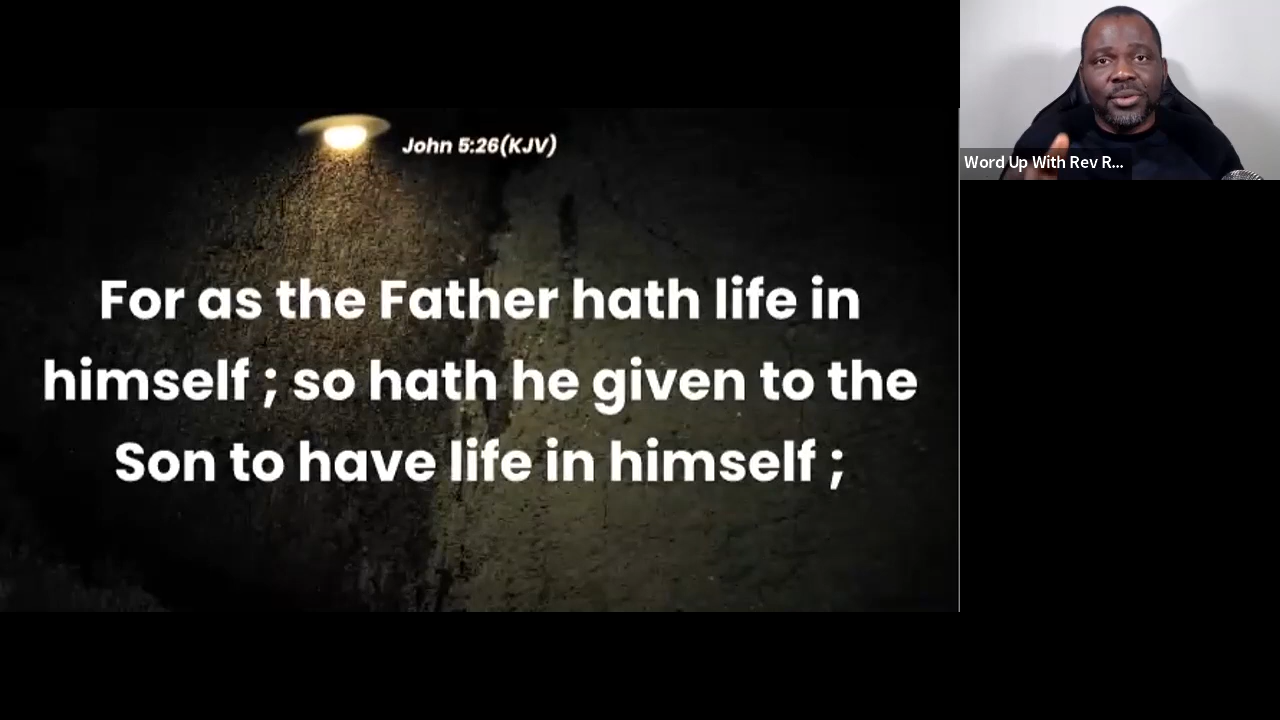 John 5:26(KJV)
For as the Father hath life in
himself ; so hath he given to the
Son to have life in himself ;
Word Up With Rev R...